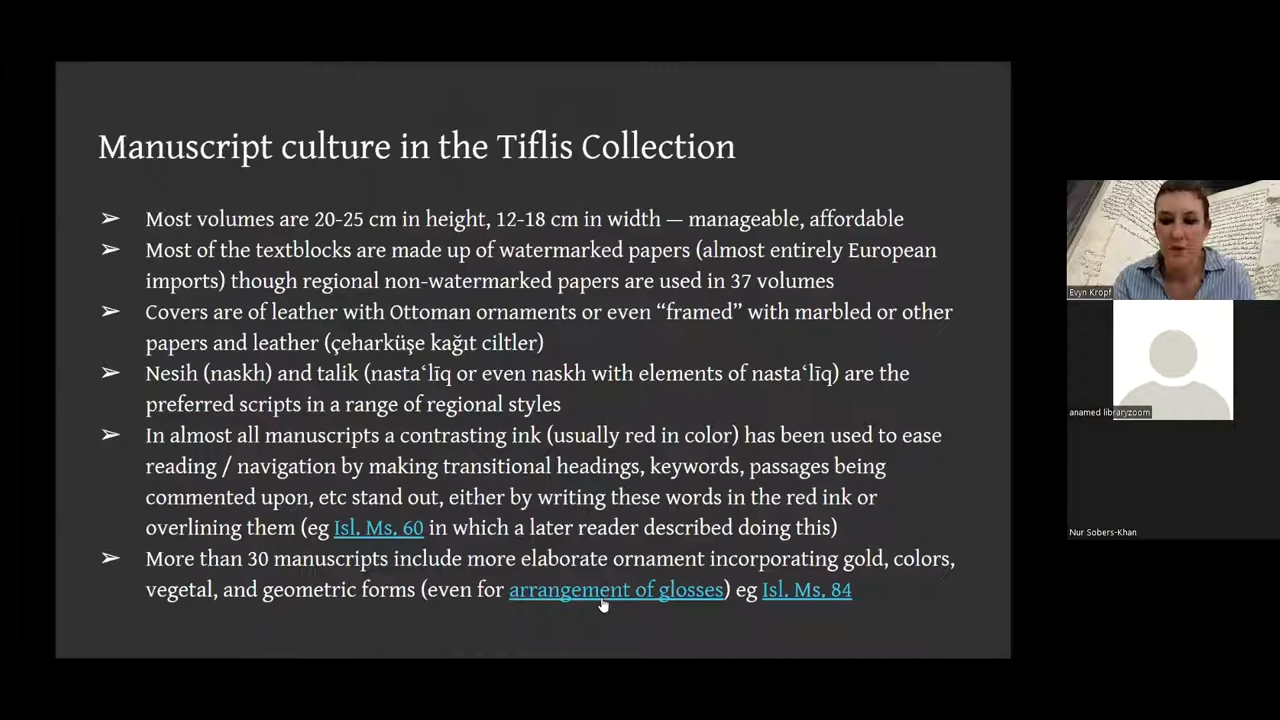 Manuscript culture in the Tiflis Collection
➢ Most volumes are 20-25 cm in height, 12-18 cm in width — manageable, affordable
➢ Most of the textblocks are made up of watermarked papers (almost entirely European
imports) though regional non-watermarked papers are used in 37 volumes
➢ Covers are of leather with Ottoman ornaments or even “framed” with marbled or other
papers and leather (çeharküşe kağıt ciltler)
➢ Nesih (naskh) and talik (nastaʻlīq or even naskh with elements of nastaʻlīq) are the
preferred scripts in a range of regional styles
➢ In almost all manuscripts a contrasting ink (usually red in color) has been used to ease
reading / navigation by making transitional headings, keywords, passages being
commented upon, etc stand out, either by writing these words in the red ink or
overlining them (eg Isl. Ms. 60 in which a later reader described doing this)
➢ More than 30 manuscripts include more elaborate ornament incorporating gold, colors,
vegetal, and geometric forms (even for arrangement of glosses) eg Isl. Ms. 84
Evyn Kropf
anamed libraryzoom
Nur Sobers-Khan